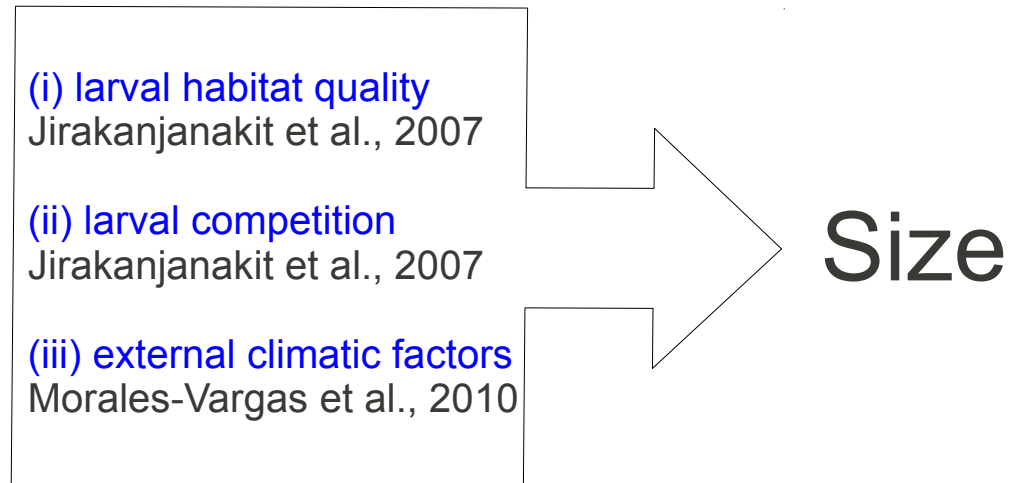 (i) larval habitat quality
Jirakanjanakit et al., 2007
(ii) larval competition
Jirakanjanakit et al., 2007
(iii) external climatic factors
Morales-Vargas et al., 2010
Size